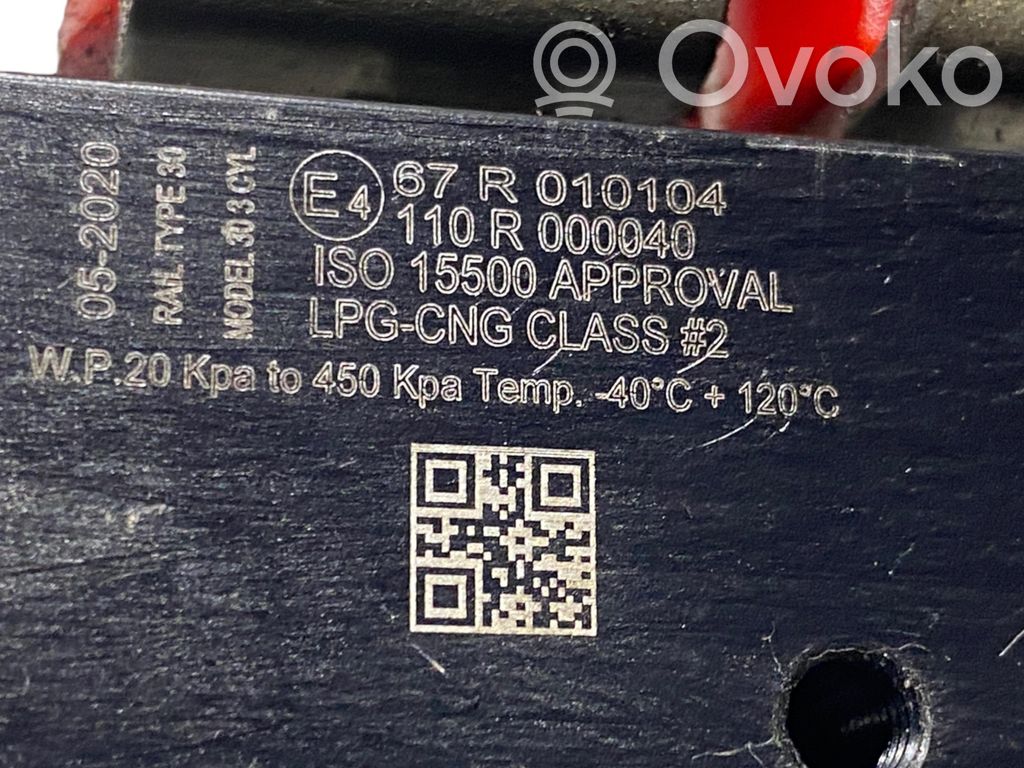 Ovoko
05-2020
RAIL TYPE 30
MODEL 30 3 CYL
E4
67 R 010104
110 R 000040
ISO 15500 APPROVAL
LPG-CNG CLASS #2
W.P.20 Kpa to 450 Kpa Temp. -40°C + 120°C